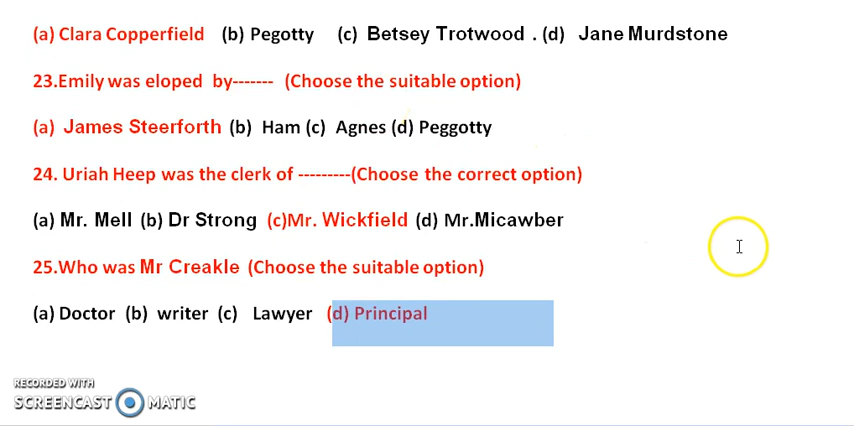 (a) Clara Copperfield (b) Pegotty (c) Betsey Trotwood . (d) Jane Murdstone
23.Emily was eloped by------- (Choose the suitable option)
(a) James Steerforth (b) Ham (c) Agnes (d) Peggotty
24. Uriah Heep was the clerk of ---------(Choose the correct option)
(a) Mr. Mell (b) Dr Strong (c)Mr. Wickfield (d) Mr.Micawber
25.Who was Mr Creakle (Choose the suitable option)
(a) Doctor (b) writer (c) Lawyer (d) Principal
RECORDED WITH
SCREENCAST MATIC